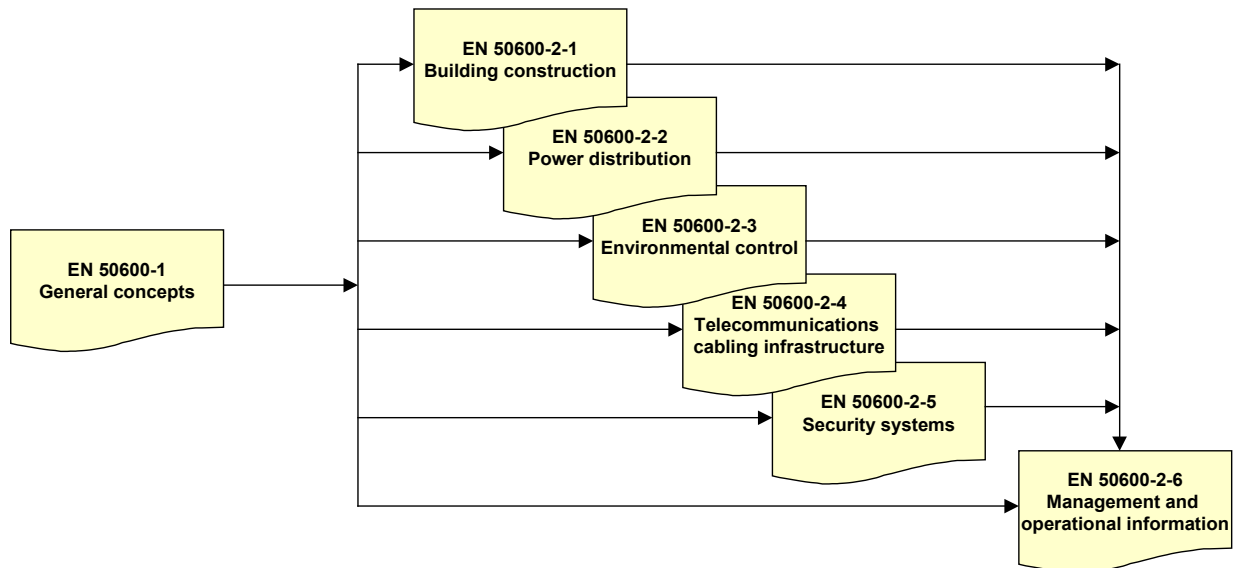 EN 50600-2-1
Building construction
EN 50600-2-2
Power distribution
EN 50600-2-3
Environmental control
EN 50600-1
General concepts
EN 50600-2-4
Telecommunications
cabling infrastructure
EN 50600-2-5
Security systems
EN 50600-2-6
Management and
operational information